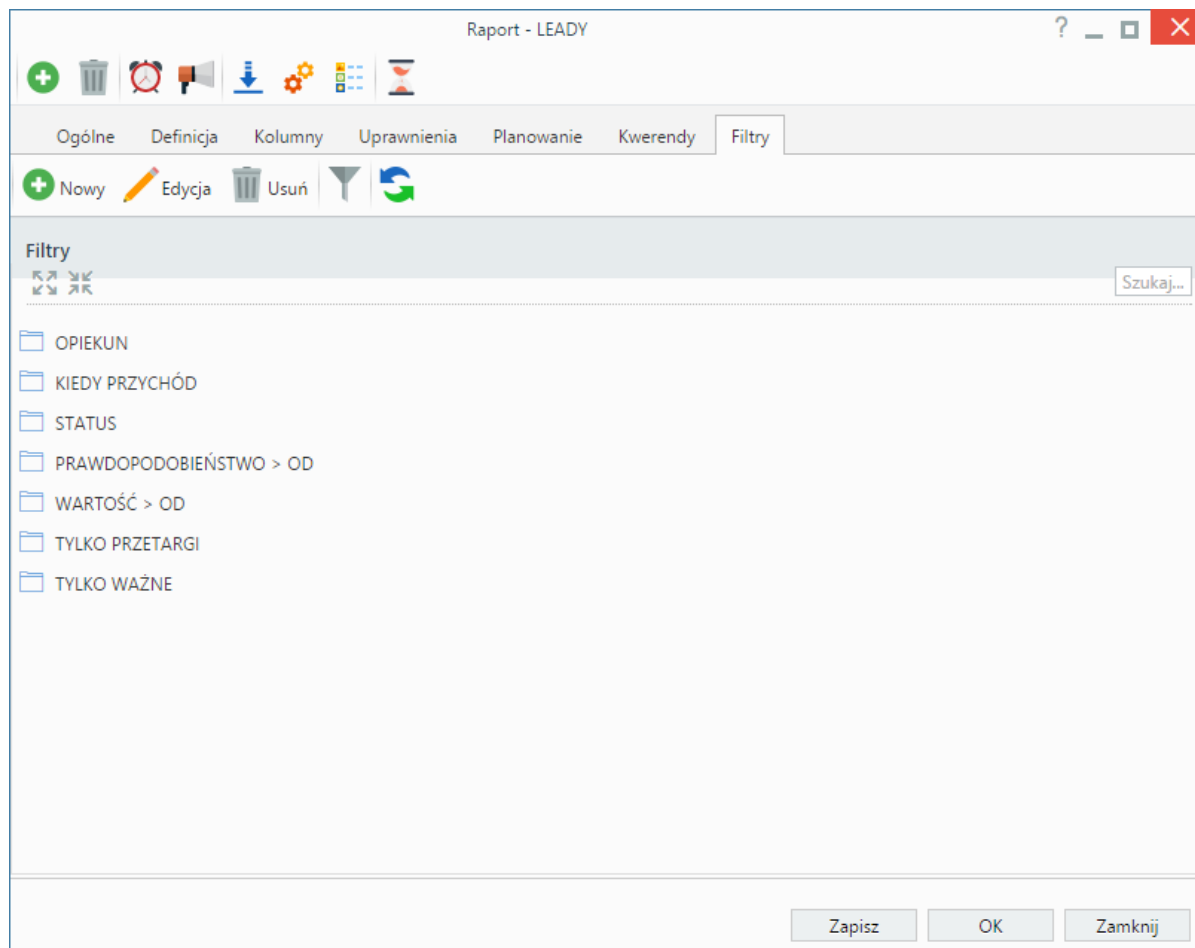 Raport - LEADY
?
Ogólne Definicja Kolumny Uprawnienia Planowanie Kwerendy Filtry
Nowy Edycja Usuń
Filtry
Szukaj...
OPIEKUN
KIEDY PRZYCHÓD
STATUS
PRAWDOPODOBIEŃSTWO > OD
WARTOŚĆ > OD
TYLKO PRZETARGI
TYLKO WAŻNE
Zapisz OK Zamknij